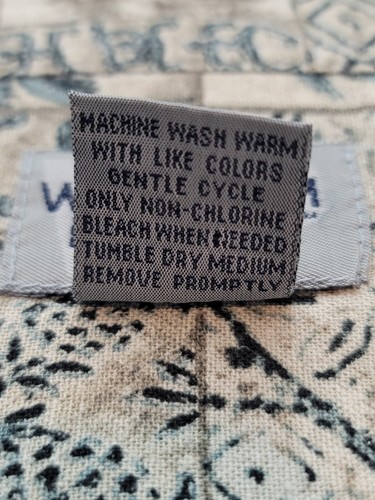 MACHINE WASH WARM
WITH LIKE COLORS
GENTLE CYCLE
ONLY NON-CHLORINE
BLEACH WHEN NEEDED
TUMBLE DRY MEDIUM
REMOVE PROMPTLY